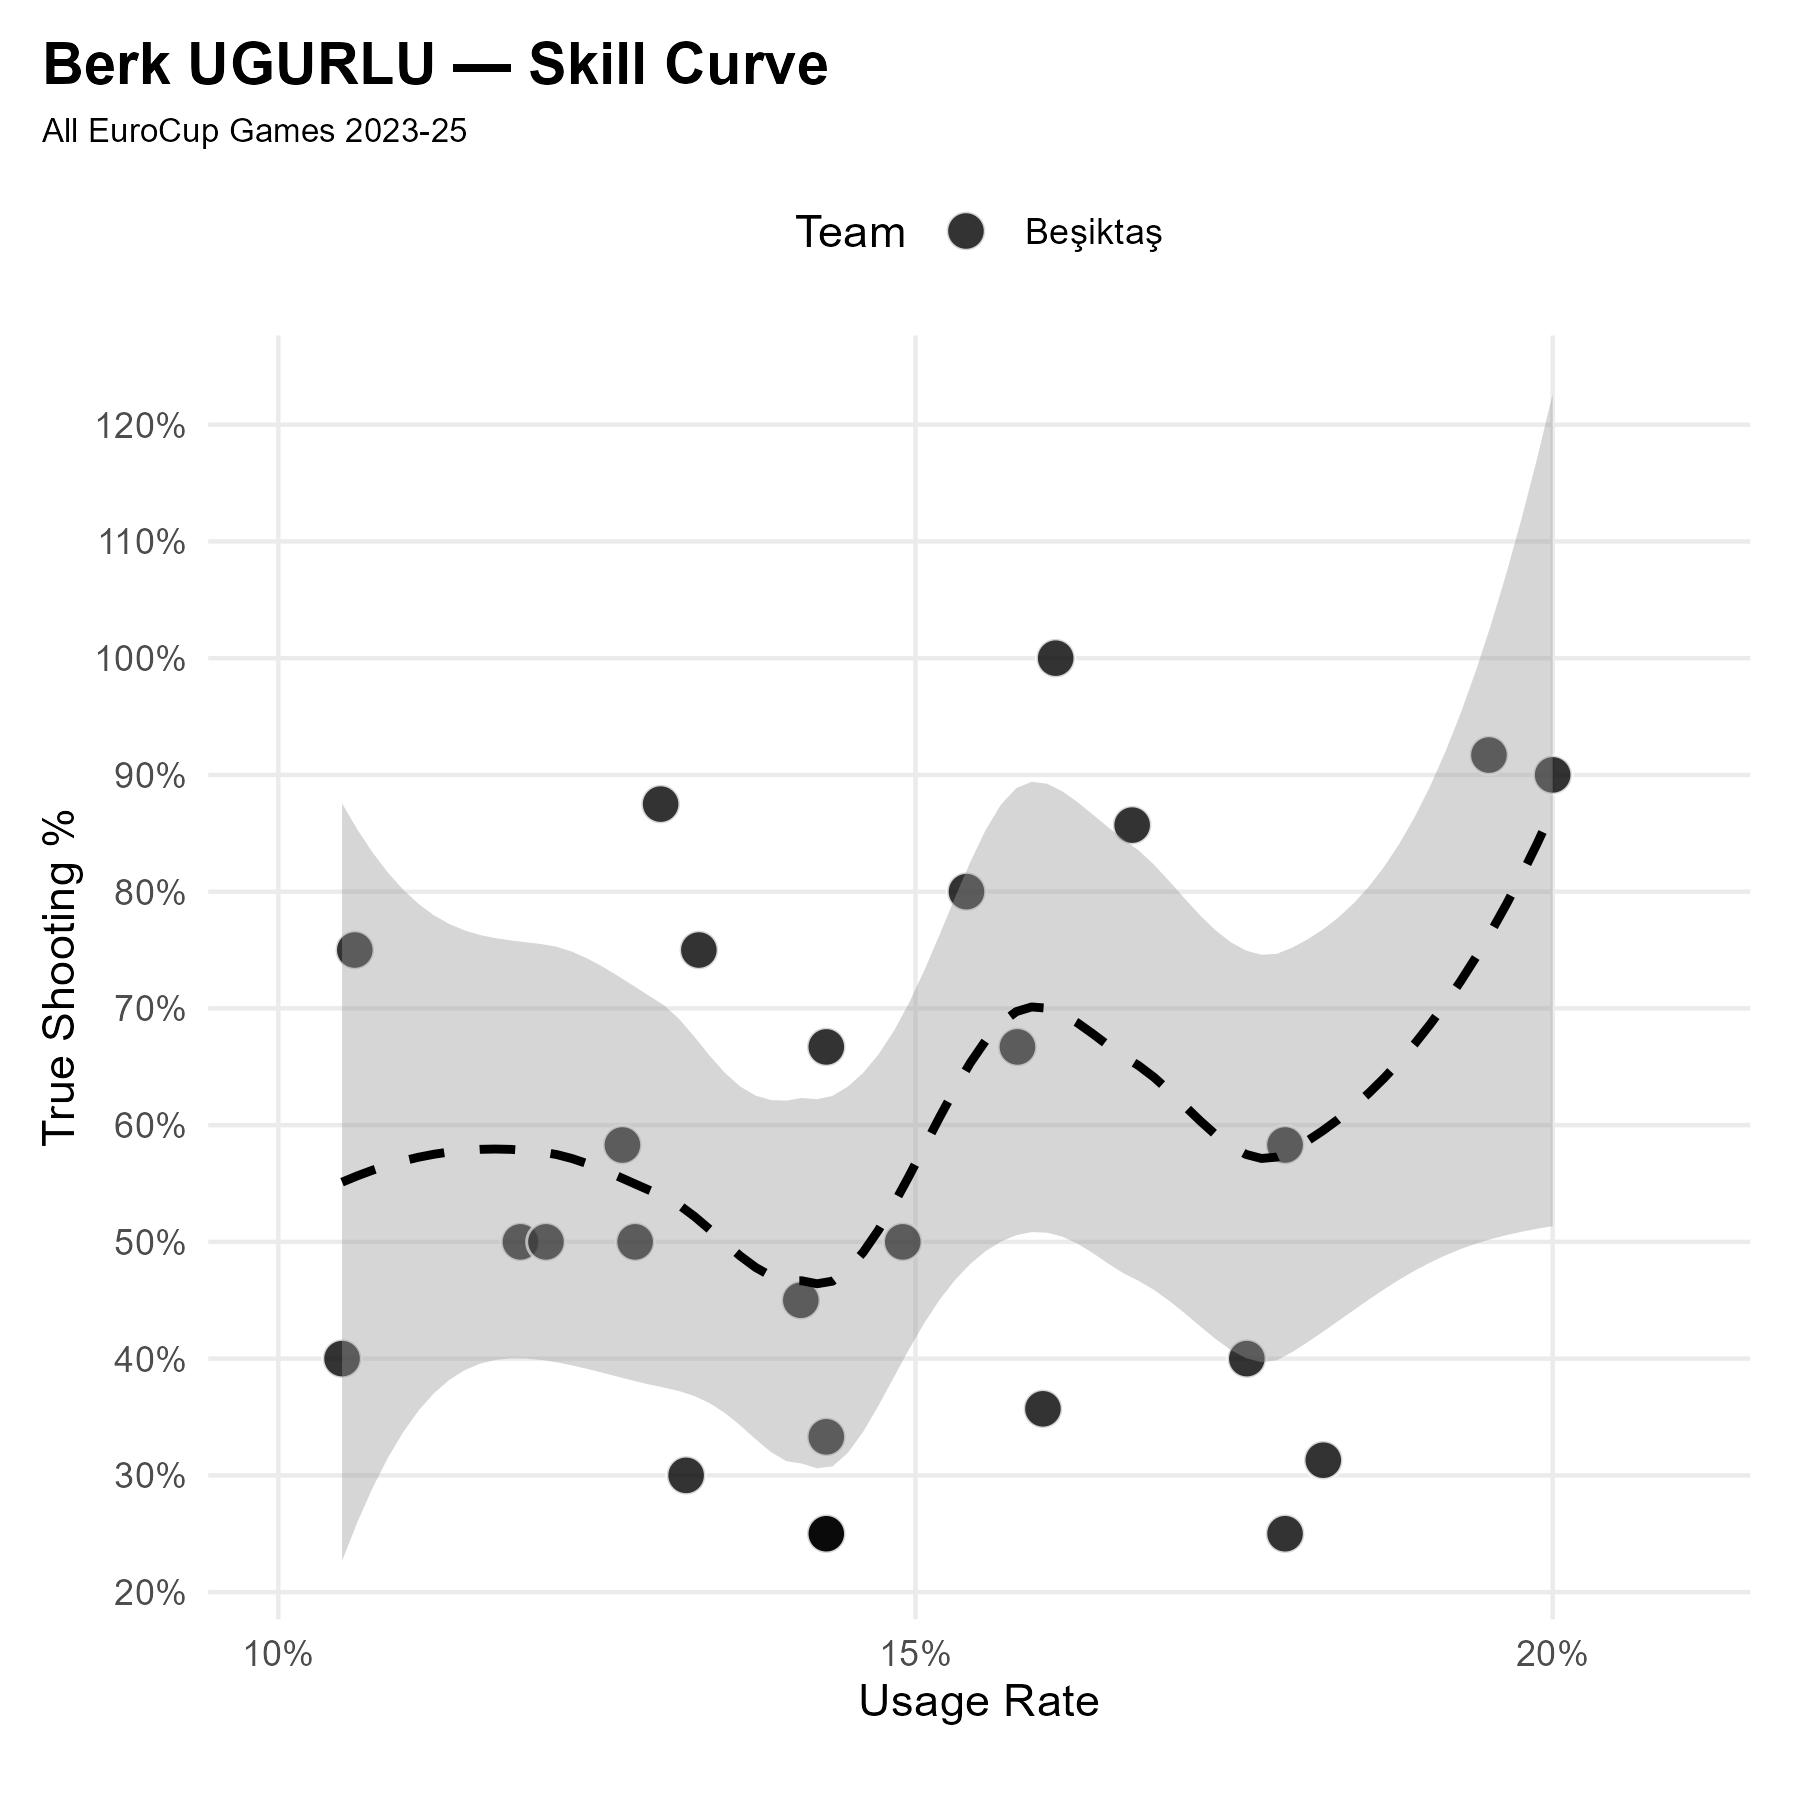 Berk UGURLU — Skill Curve
All EuroCup Games 2023-25
Team Beşiktaş
120%
110%
100%
90%
80%
70%
60%
50%
40%
30%
20%
True Shooting %
10% 15% 20%
Usage Rate